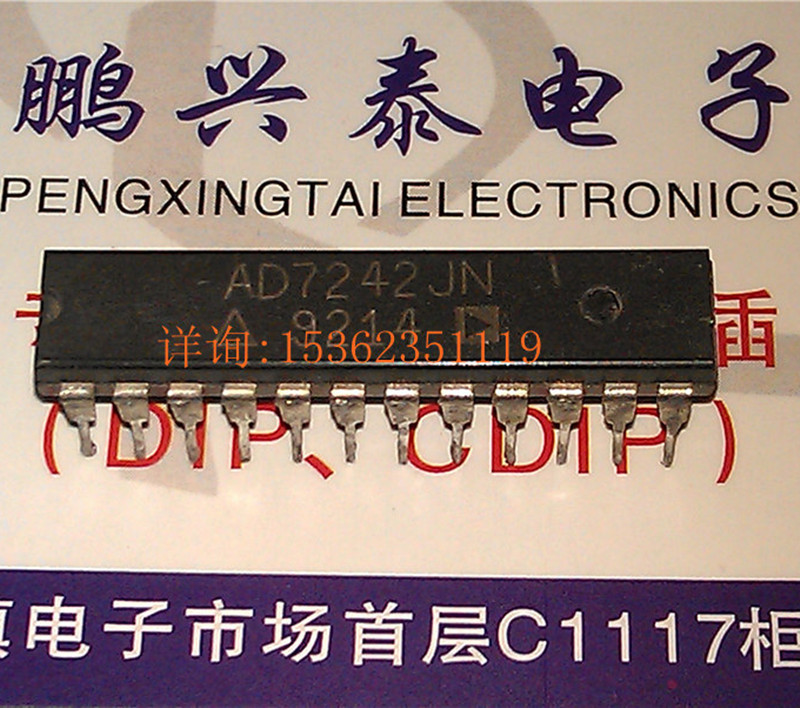 鹏兴泰电子
PENGXINGTAI ELECTRONICS
AD7242JN
A 9214
详询:15362351119
插
(DIP、CDIP)
电子市场首层C1117柜